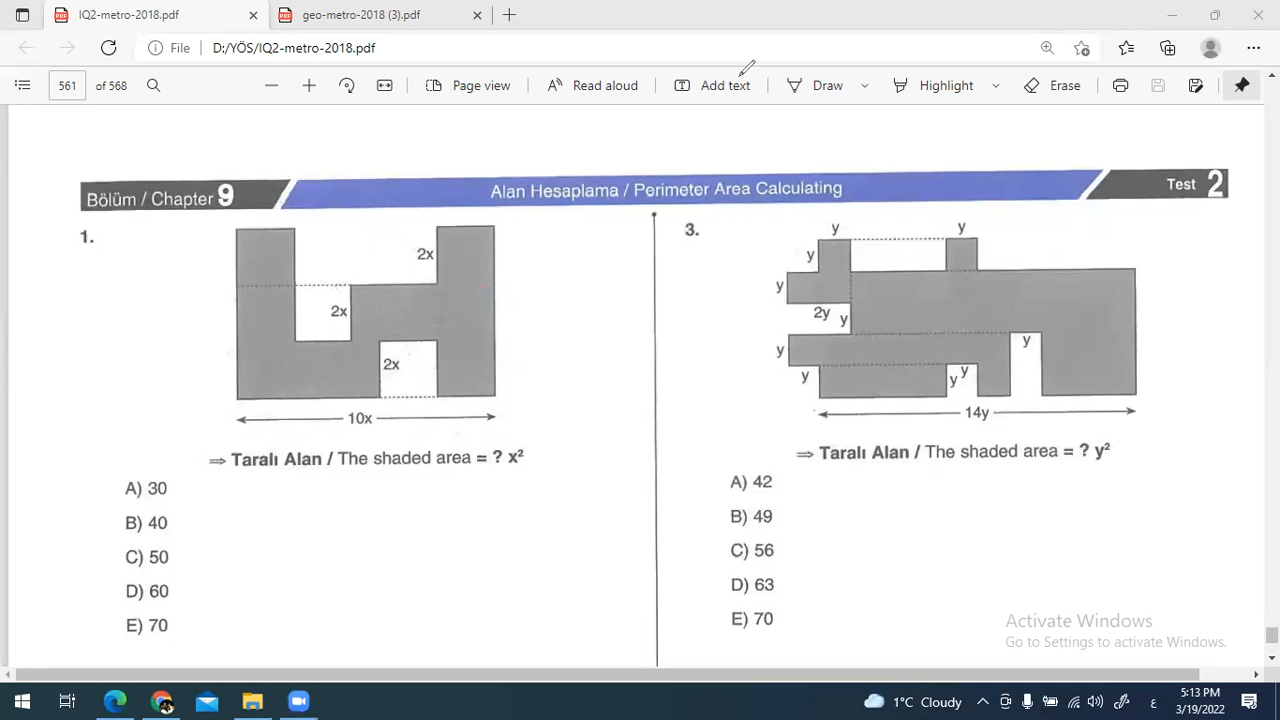 IQ2-metro-2018.pdf
geo-metro-2018 (3).pdf
File D:/YÖS/IQ2-metro-2018.pdf
561 of 568
Page view
Read aloud
Add text
Draw
Highlight
Erase
Bölüm / Chapter 9
Alan Hesaplama / Perimeter Area Calculating
Test 2
1.
2x
2x
2x
10x
⇒ Taralı Alan / The shaded area = ? x²
A) 30
B) 40
C) 50
D) 60
E) 70
3.
y
y
y
y
2y
y
y
y
y
y
y
14y
⇒ Taralı Alan / The shaded area = ? y²
A) 42
B) 49
C) 56
D) 63
E) 70
Activate Windows
Go to Settings to activate Windows.
1°C Cloudy
ع
5:13 PM
3/19/2022